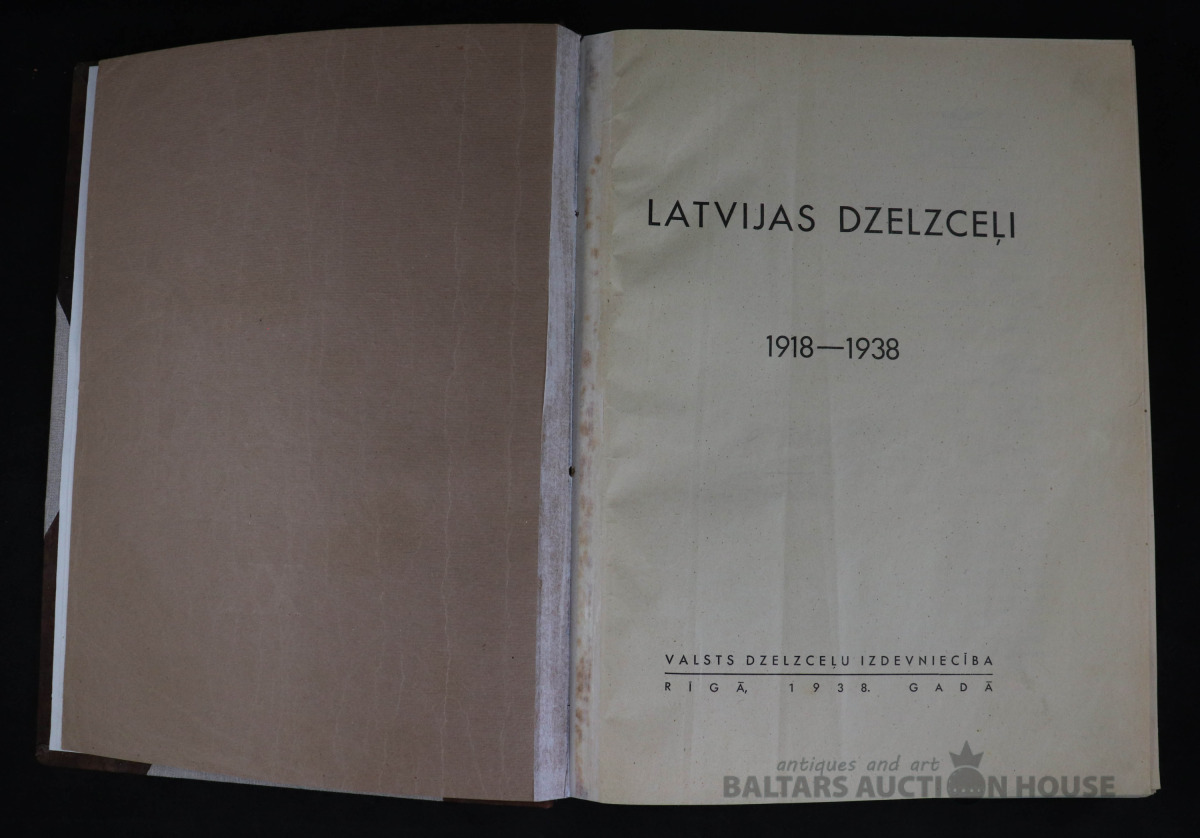 LATVIJAS DZELZCEĻI
1918—1938
VALSTS DZELZCEĻU IZDEVNIECĪBA
RĪGĀ, 1938. GADĀ
antiques and art
BALTARS AUCTION HOUSE